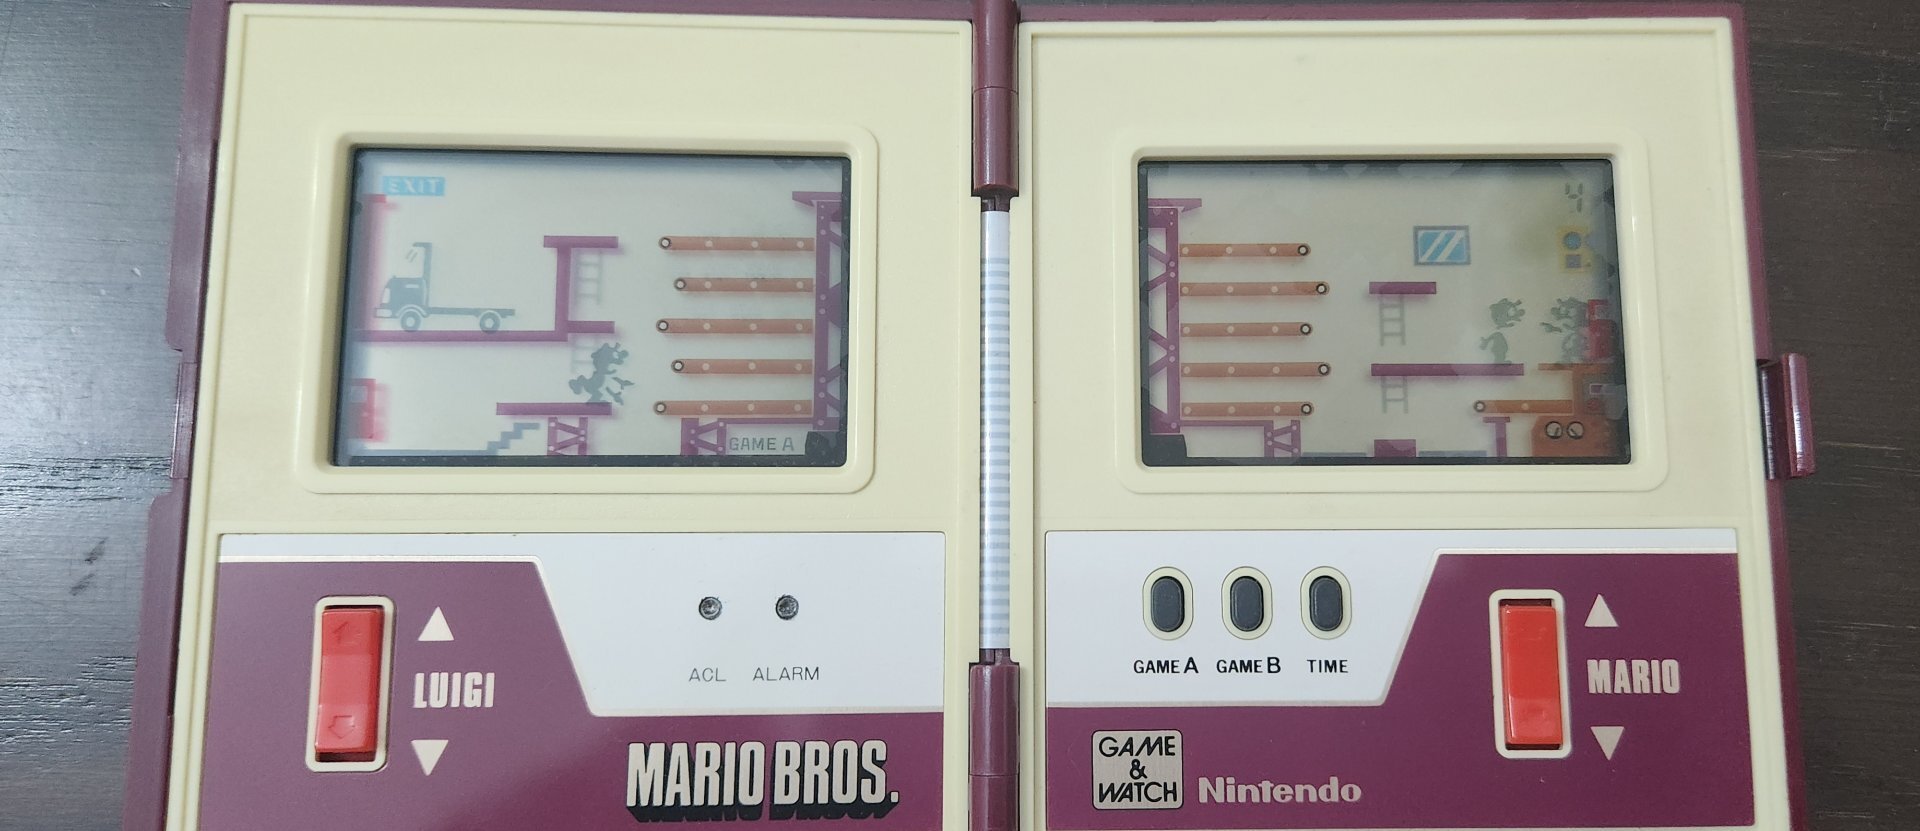 EXIT
4
GAME A
LUIGI
ACL ALARM
MARIO BROS.
GAME A GAME B TIME
MARIO
GAME
&
WATCH
Nintendo